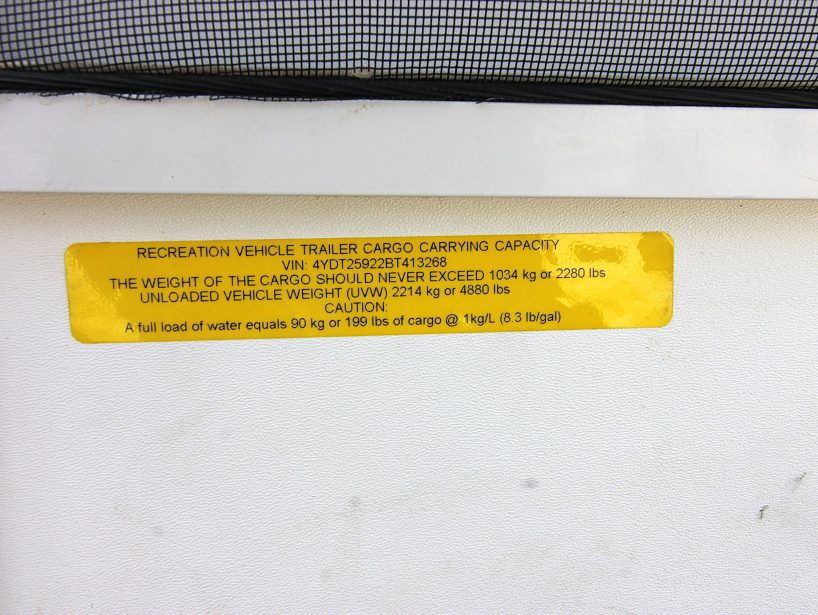 RECREATION VEHICLE TRAILER CARGO CARRYING CAPACITY
VIN: 4YDT25922BT413268
THE WEIGHT OF THE CARGO SHOULD NEVER EXCEED 1034 kg or 2280 lbs
UNLOADED VEHICLE WEIGHT (UVW) 2214 kg or 4880 lbs
CAUTION:
A full load of water equals 90 kg or 199 lbs of cargo @ 1kg/L (8.3 lb/gal)